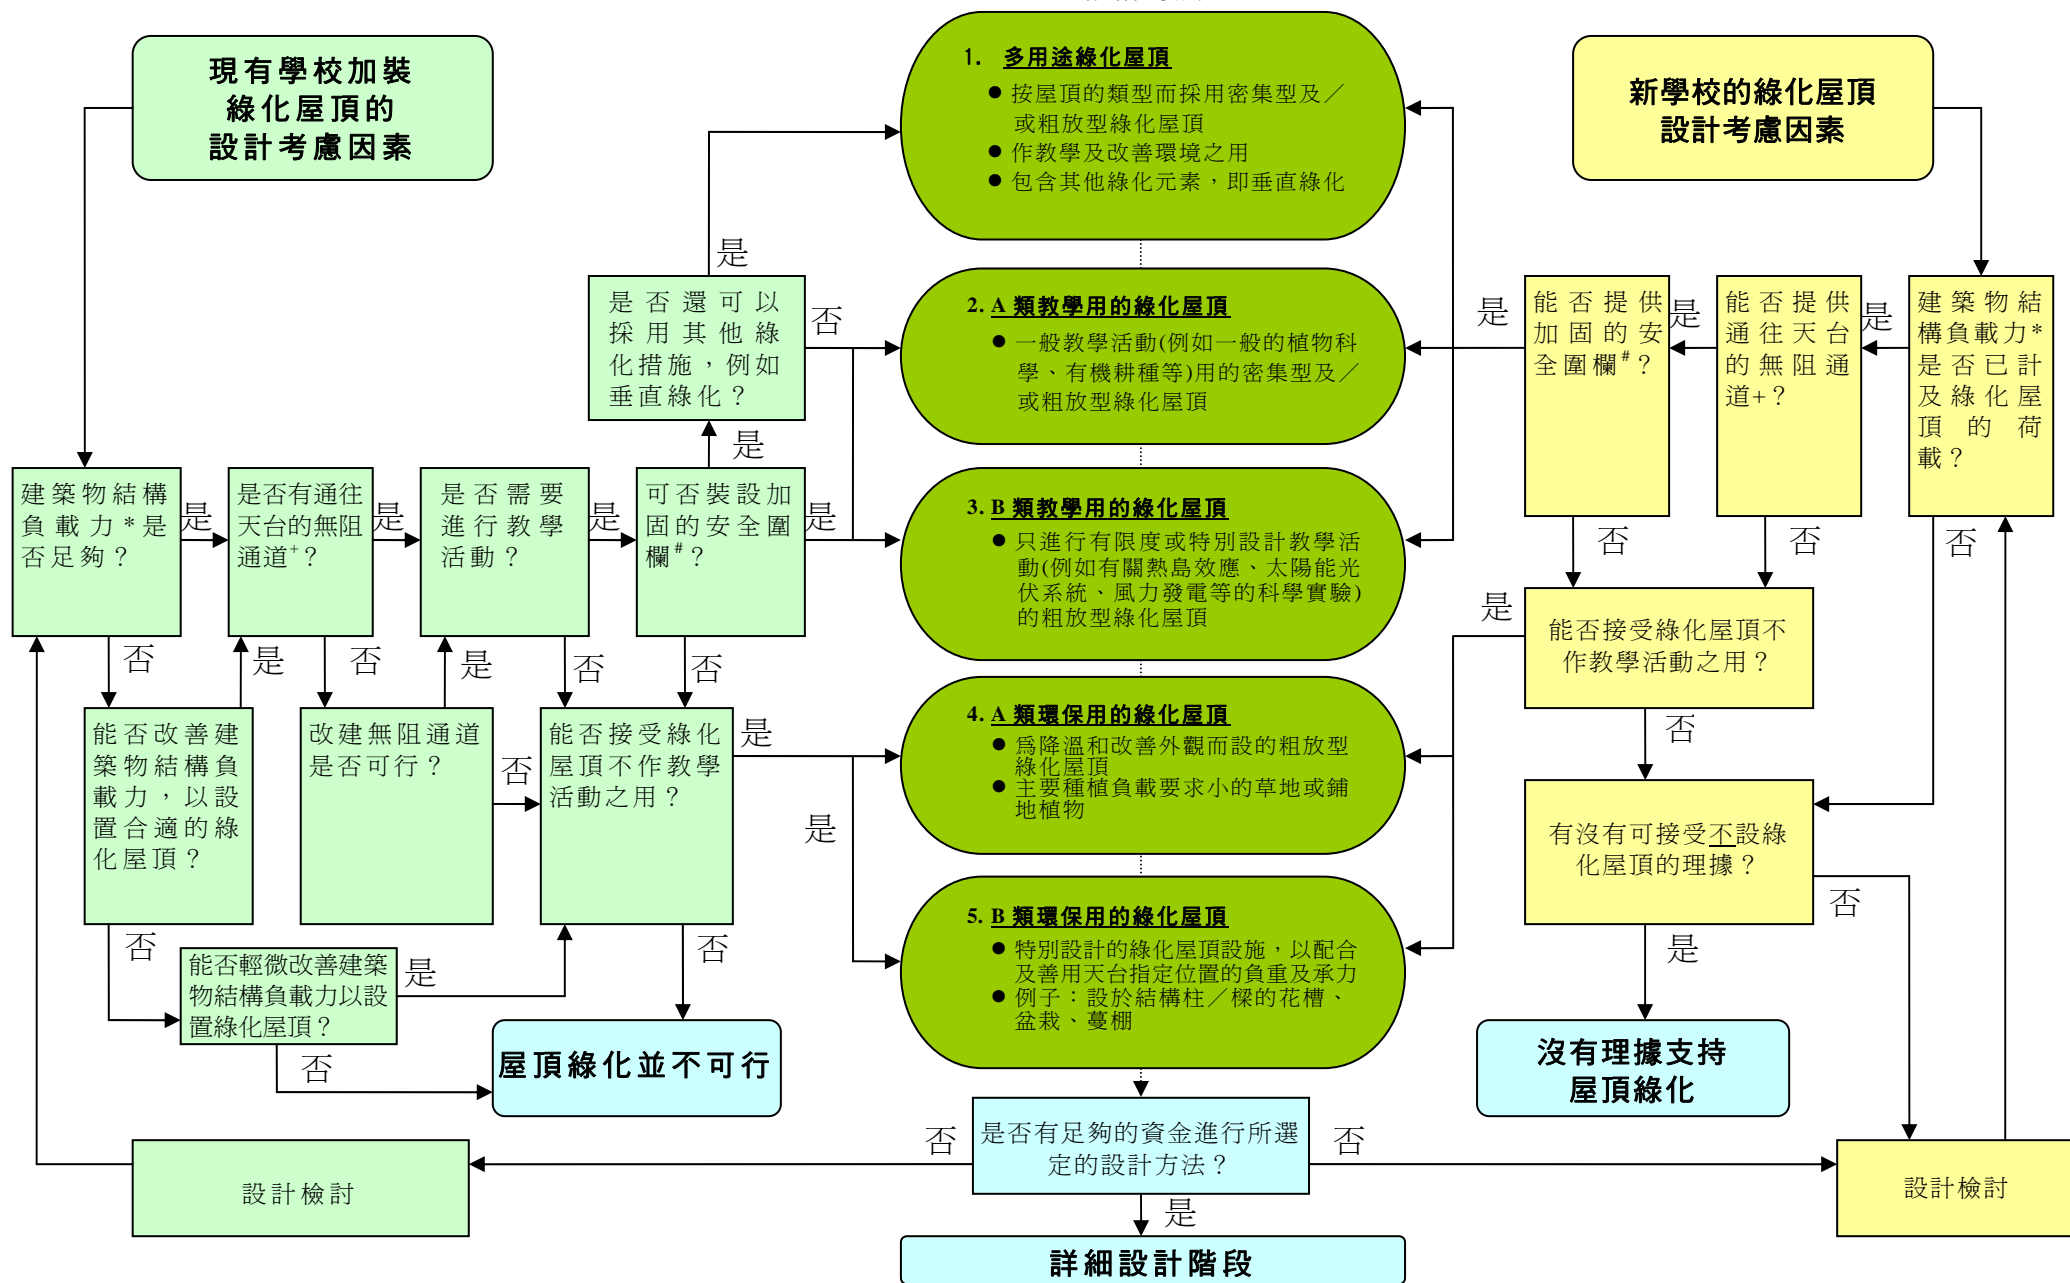 現有學校加裝
綠化屋頂的
設計考慮因素
1. 多用途綠化屋頂
● 按屋頂的類型而採用密集型及／
或粗放型綠化屋頂
● 作教學及改善環境之用
● 包含其他綠化元素，即垂直綠化
新學校的綠化屋頂
設計考慮因素
是
是否還可以
採用其他綠
化措施，例如
垂直綠化？
否
是
2. A 類教學用的綠化屋頂
● 一般教學活動(例如一般的植物科
學、有機耕種等)用的密集型及／
或粗放型綠化屋頂
是
能否提供
加固的安
全圍欄#？
是
能否提供
通往天台
的無阻通
道+？
是
建築物結
構負載力*
是否已計
及綠化屋
頂的荷
載？
建築物結構
負載力*是
否足夠？
是
是否有通往
天台的無阻
通道+？
是
是否需要
進行教學
活動？
是
可否裝設加
固的安全圍
欄#？
是
3. B 類教學用的綠化屋頂
● 只進行有限度或特別設計教學活
動(例如有關熱島效應、太陽能光
伏系統、風力發電等的科學實驗)
的粗放型綠化屋頂
否
否
否
否
是
否
是
否
否
是
能否接受綠化屋頂不
作教學活動之用？
否
能否改善建
築物結構負
載力，以設
置合適的綠
化屋頂？
改建無阻通道
是否可行？
否
能否接受綠化
屋頂不作教學
活動之用？
是
是
4. A 類環保用的綠化屋頂
● 爲降溫和改善外觀而設的粗放型
綠化屋頂
● 主要種植負載要求小的草地或鋪
地植物
有沒有可接受不設綠
化屋頂的理據？
否
是
否
能否輕微改善建築
物結構負載力以設
置綠化屋頂？
是
否
否
5. B 類環保用的綠化屋頂
● 特別設計的綠化屋頂設施，以配合
及善用天台指定位置的負重及承力
● 例子：設於結構柱／樑的花槽、
盆栽、蔓棚
屋頂綠化並不可行
沒有理據支持
屋頂綠化
設計檢討
否
是否有足夠的資金進行所選
定的設計方法？
否
設計檢討
是
詳細設計階段